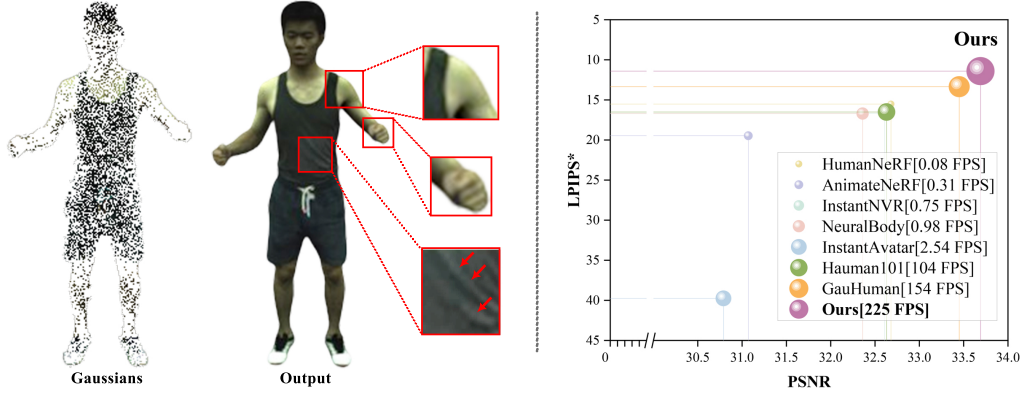 Gaussians
Output
Ours
LPIPS*
5
10
15
20
25
30
35
40
45
HumanNeRF[0.08 FPS]
AnimateNeRF[0.31 FPS]
InstantNVR[0.75 FPS]
NeuralBody[0.98 FPS]
InstantAvatar[2.54 FPS]
Hauman101[104 FPS]
GauHuman[154 FPS]
Ours[225 FPS]
0 30.5 31.0 31.5 32.0 32.5 33.0 33.5 34.0
PSNR